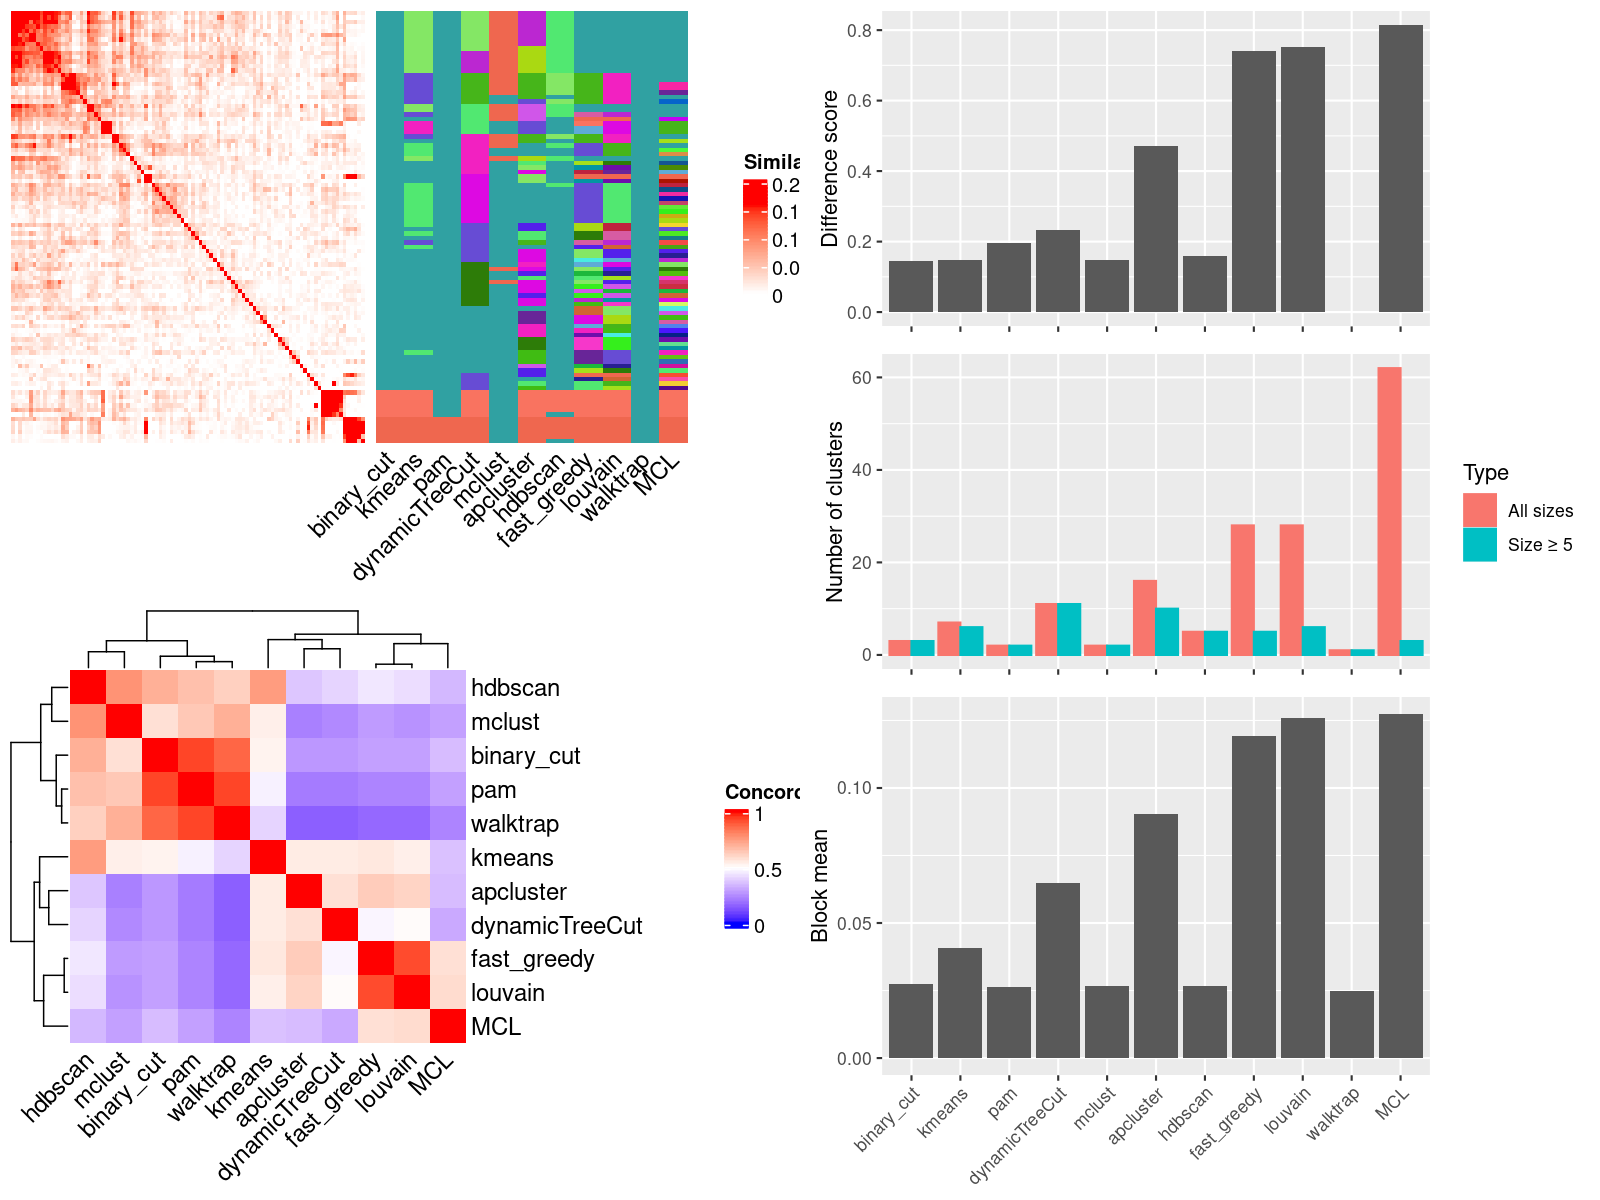 Simila
0.2
0.1
0.1
0.0
0
binary_cut
kmeans
pam
dynamicTreeCut
mclust
apcluster
hdbscan
fast_greedy
louvain
walktrap
MCL
hdbscan
mclust
binary_cut
pam
walktrap
kmeans
apcluster
dynamicTreeCut
fast_greedy
louvain
MCL
hdbscan
mclust
binary_cut
pam
walktrap
kmeans
apcluster
dynamicTreeCut
fast_greedy
louvain
MCL
Concord
1
0.5
0
Difference score
0.8
0.6
0.4
0.2
0.0
Number of clusters
60
40
20
0
Type
All sizes
Size ≥ 5
Block mean
0.10
0.05
0.00
binary_cut
kmeans
pam
dynamicTreeCut
mclust
apcluster
hdbscan
fast_greedy
louvain
walktrap
MCL